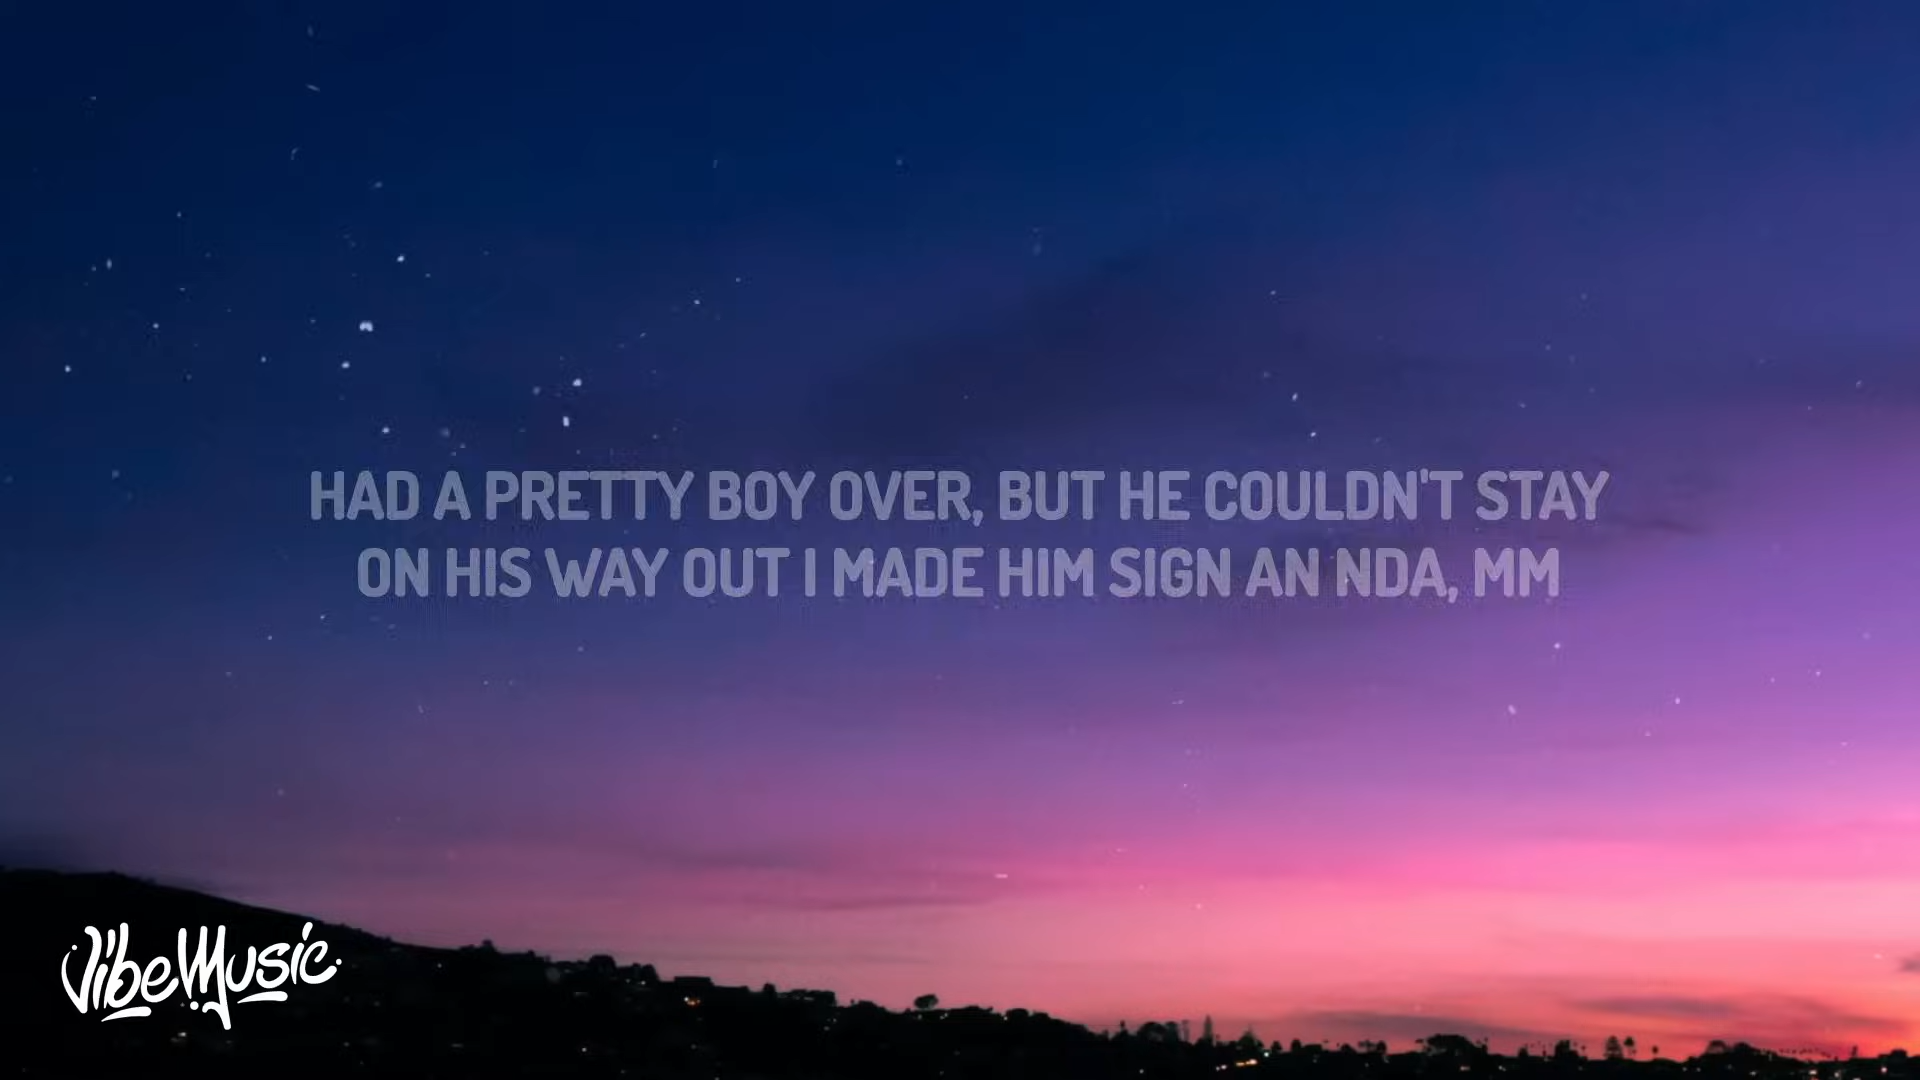 HAD A PRETTY BOY OVER, BUT HE COULDN'T STAY
ON HIS WAY OUT I MADE HIM SIGN AN NDA, MM
VibeMusic